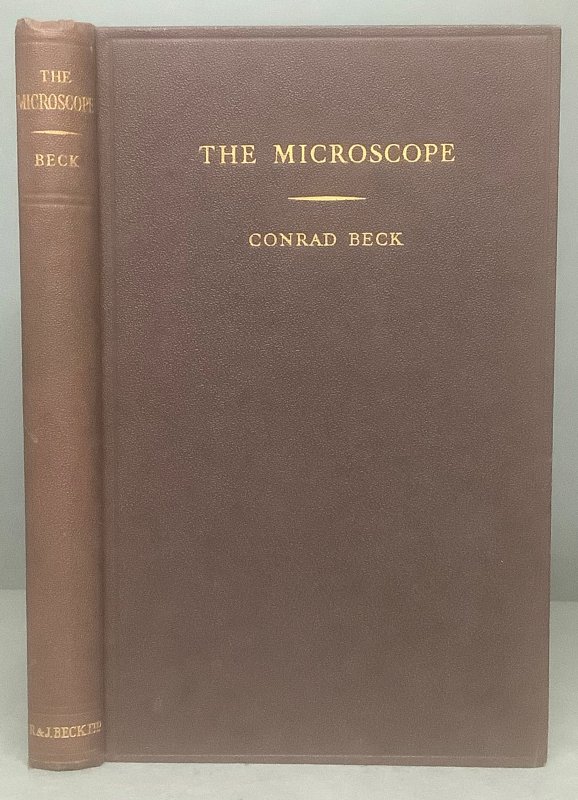 THE
MICROSCOPE
BECK
R. & J. BECK LTD
THE MICROSCOPE
CONRAD BECK